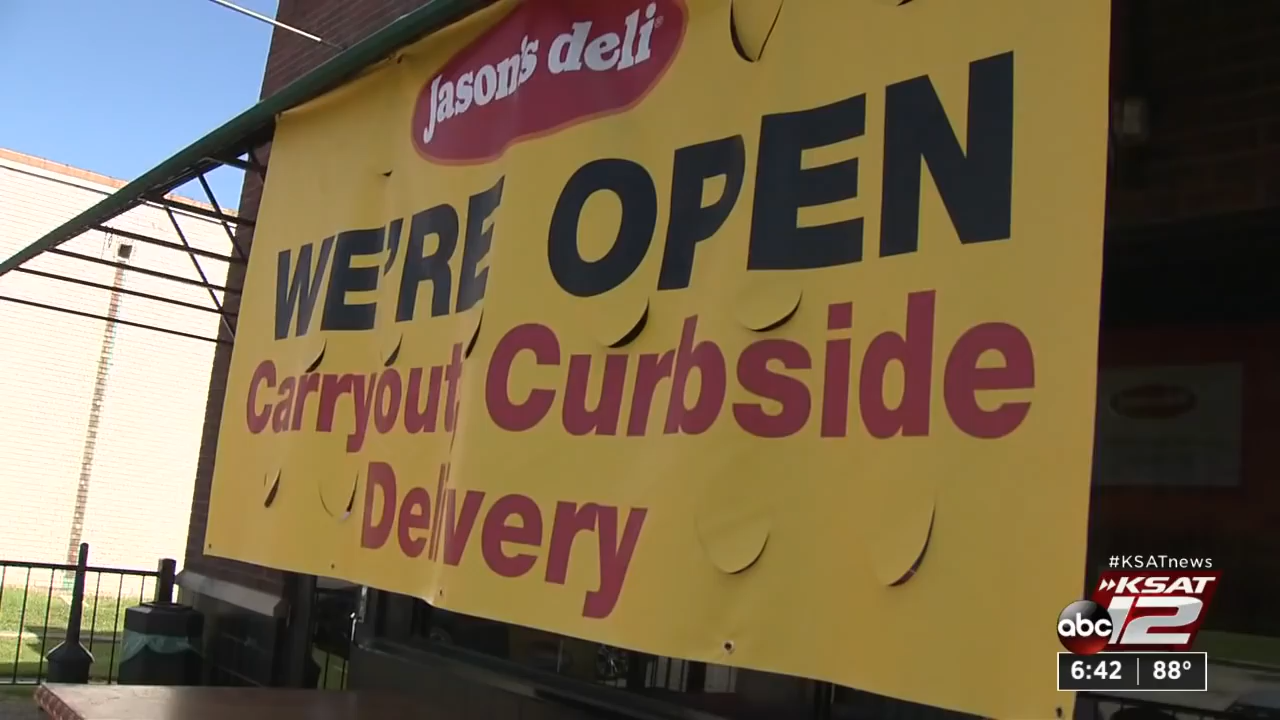 Jason's deli
WE'RE OPEN
Carryout Curbside
Delivery
#KSATnews
KSAT
abc 12
6:42 88°